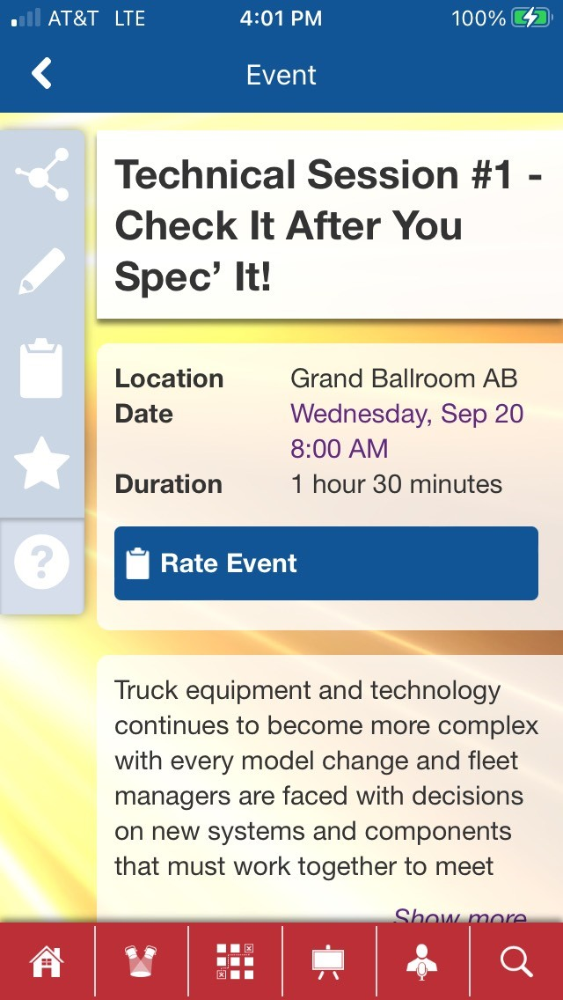 AT&T LTE 4:01 PM 100%
Event
Technical Session #1 -
Check It After You
Spec’ It!
Location Grand Ballroom AB
Date Wednesday, Sep 20
8:00 AM
Duration 1 hour 30 minutes
?
Rate Event
Truck equipment and technology
continues to become more complex
with every model change and fleet
managers are faced with decisions
on new systems and components
that must work together to meet
Show more